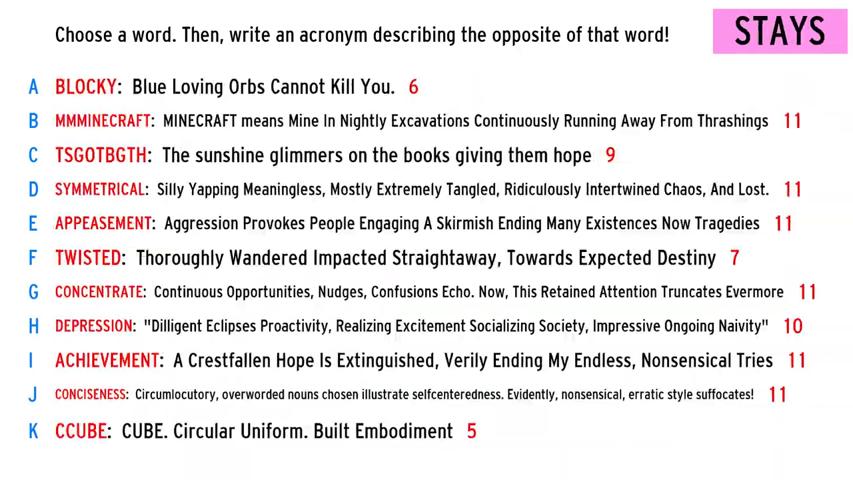 Choose a word. Then, write an acronym describing the opposite of that word!
STAYS
A BLOCKY: Blue Loving Orbs Cannot Kill You. 6
B MMMINECRAFT: MINECRAFT means Mine In Nightly Excavations Continuously Running Away From Thrashings 11
C TSGOTBGTH: The sunshine glimmers on the books giving them hope 9
D SYMMETRICAL: Silly Yapping Meaningless, Mostly Extremely Tangled, Ridiculously Intertwined Chaos, And Lost. 11
E APPEASEMENT: Aggression Provokes People Engaging A Skirmish Ending Many Existences Now Tragedies 11
F TWISTED: Thoroughly Wandered Impacted Straightaway, Towards Expected Destiny 7
G CONCENTRATE: Continuous Opportunities, Nudges, Confusions Echo. Now, This Retained Attention Truncates Evermore 11
H DEPRESSION: "Dilligent Eclipses Proactivity, Realizing Excitement Socializing Society, Impressive Ongoing Naivity" 10
I ACHIEVEMENT: A Crestfallen Hope Is Extinguished, Verily Ending My Endless, Nonsensical Tries 11
J CONCISENESS: Circumlocutory, overworded nouns chosen illustrate selfcenteredness. Evidently, nonsensical, erratic style suffocates! 11
K CCUBE: CUBE. Circular Uniform. Built Embodiment 5